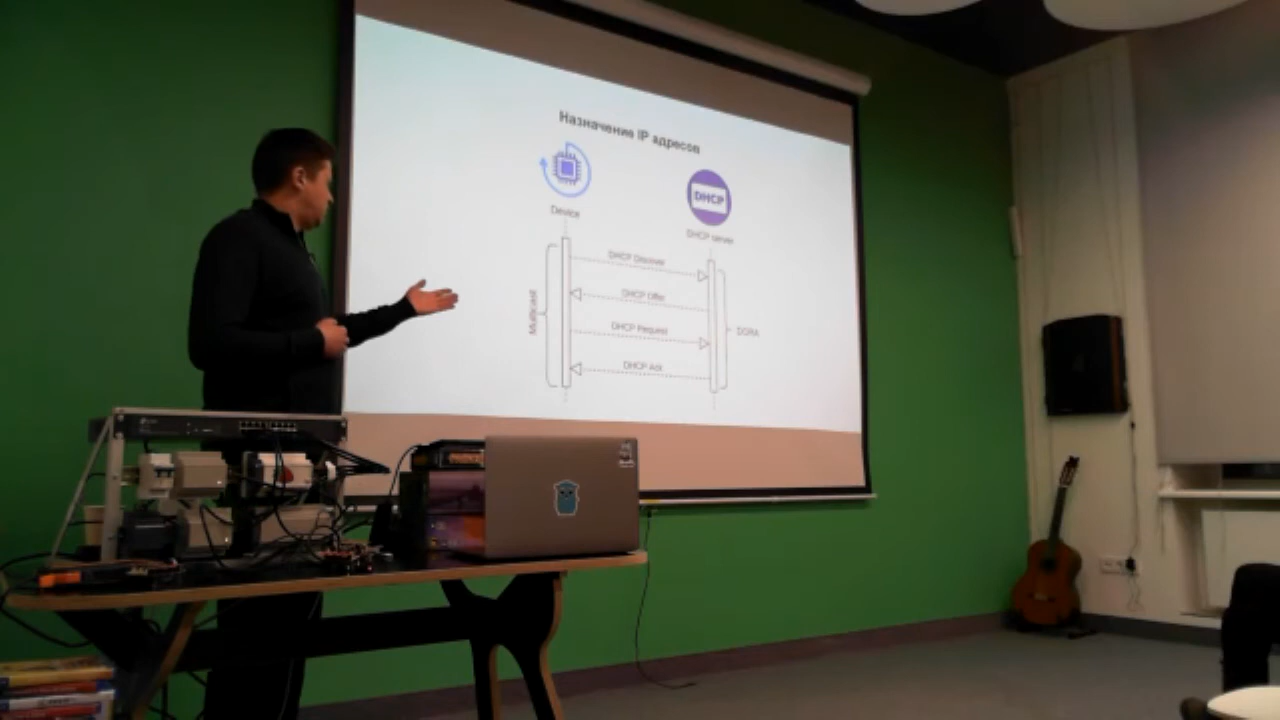 Назначение IP адресов
DHCP
Device
DHCP server
DHCP Discover
DHCP Offer
Multicast
DHCP Request
DORA
DHCP Ack